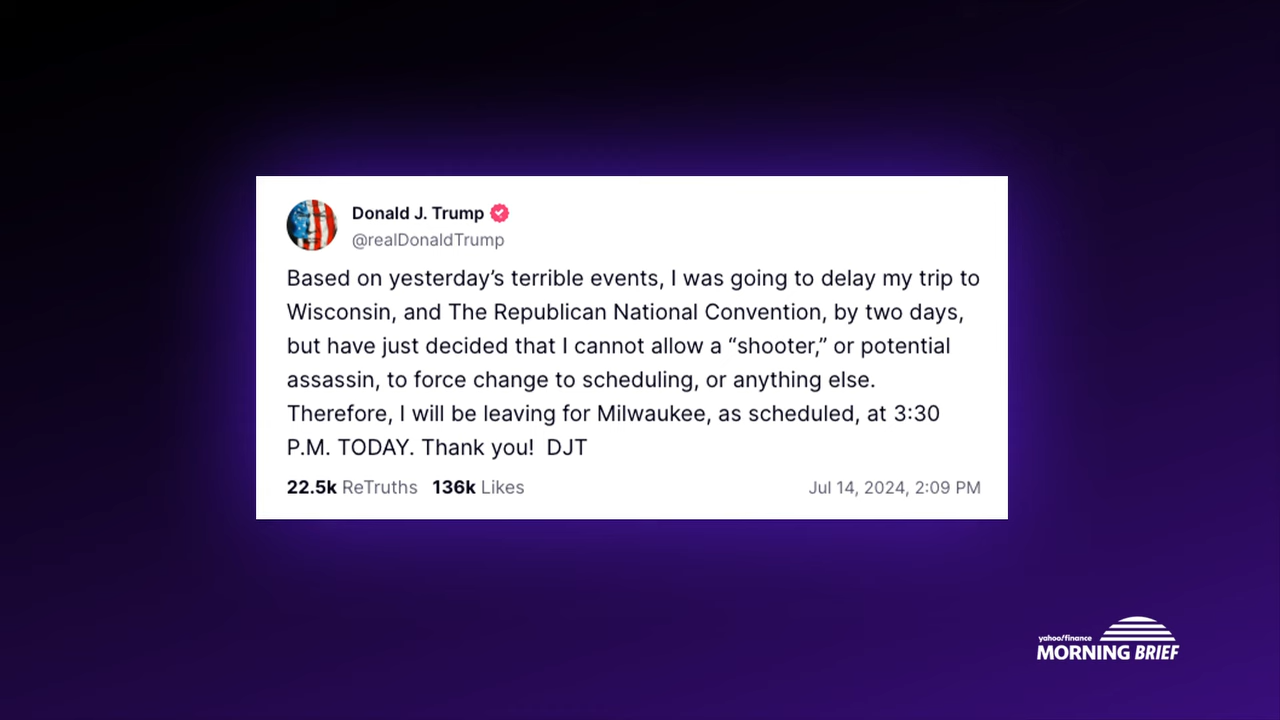 Donald J. Trump
@realDonaldTrump
Based on yesterday’s terrible events, I was going to delay my trip to
Wisconsin, and The Republican National Convention, by two days,
but have just decided that I cannot allow a “shooter,” or potential
assassin, to force change to scheduling, or anything else.
Therefore, I will be leaving for Milwaukee, as scheduled, at 3:30
P.M. TODAY. Thank you!  DJT
22.5k ReTruths 136k Likes Jul 14, 2024, 2:09 PM
yahoo!finance
MORNING BRIEF